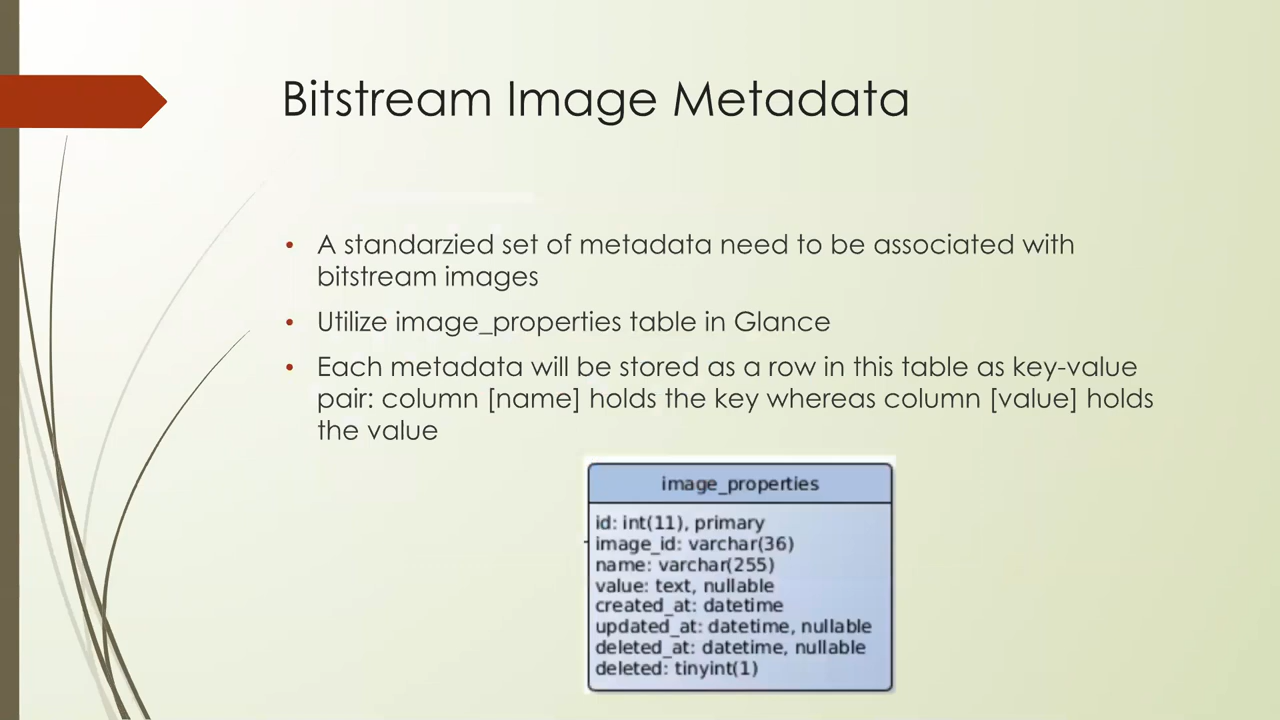 Bitstream Image Metadata
• A standarzied set of metadata need to be associated with
bitstream images
• Utilize image_properties table in Glance
• Each metadata will be stored as a row in this table as key-value
pair: column [name] holds the key whereas column [value] holds
the value
image_properties
id: int(11), primary
image_id: varchar(36)
name: varchar(255)
value: text, nullable
created_at: datetime
updated_at: datetime, nullable
deleted_at: datetime, nullable
deleted: tinyint(1)